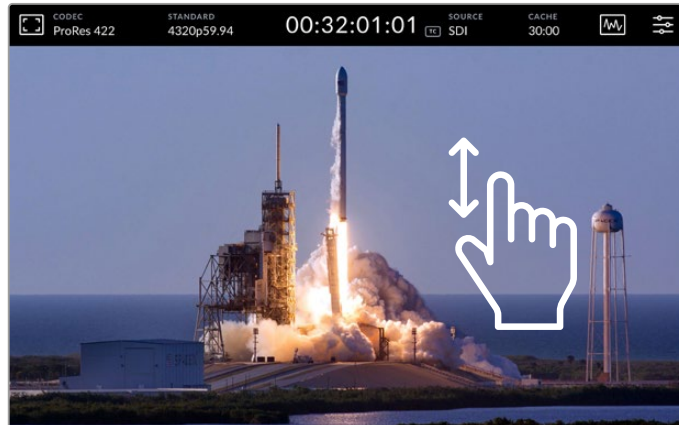 CODEC
ProRes 422
STANDARD
4320p59.94
00:32:01:01
TC
SOURCE
SDI
CACHE
30:00